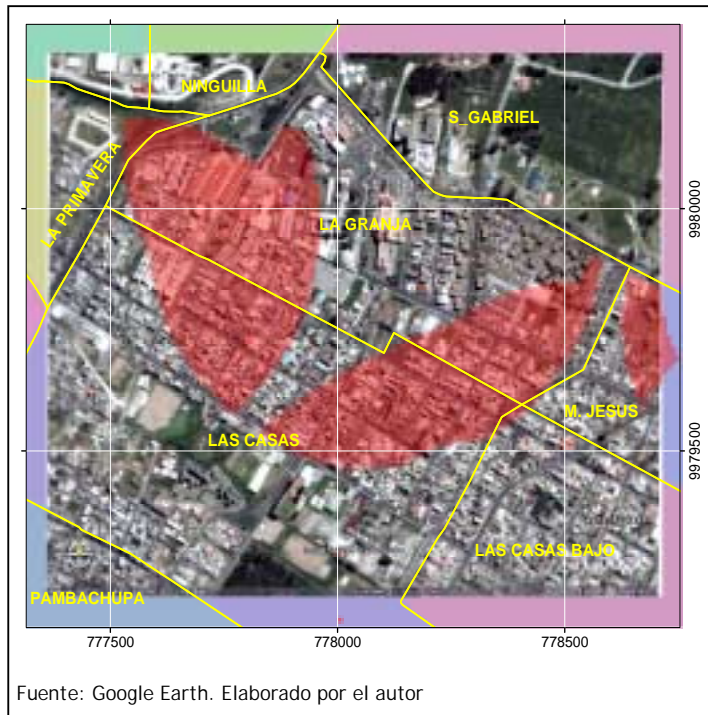 NINGUILLA
S_GABRIEL
LA PRIMAVERA
LA GRANJA
9980000
M. JESUS
LAS CASAS
9979500
LAS CASAS BAJO
PAMBACHUPA
777500 778000 778500
Fuente: Google Earth. Elaborado por el autor